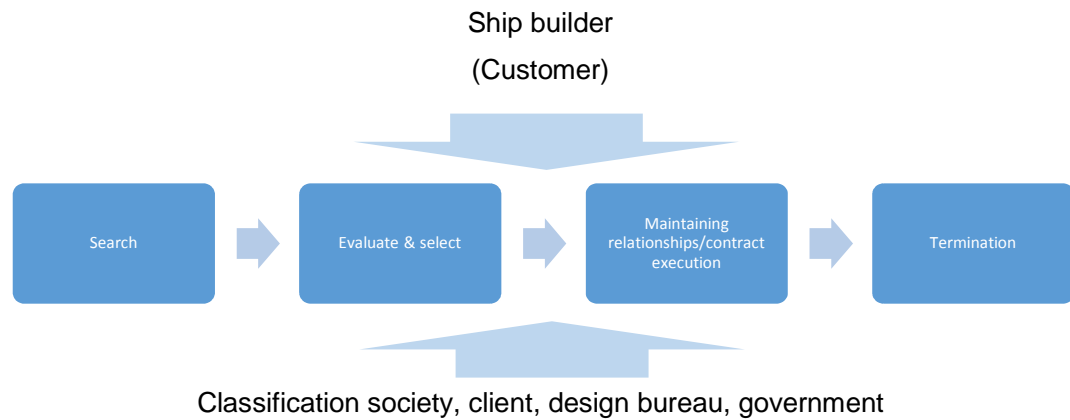 Ship builder
(Customer)
Search
Evaluate & select
Maintaining
relationships/contract
execution
Termination
Classification society, client, design bureau, government